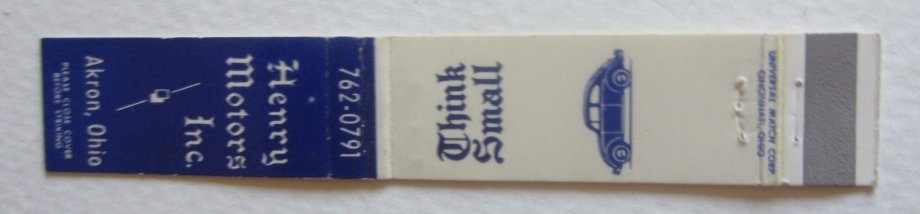 Henry
Motors
Inc.
Akron, Ohio
PLEASE CLOSE COVER
BEFORE STRIKING
762-0791
Think
Small
UNIVERSAL MATCH CORP.
CINCINNATI, OHIO